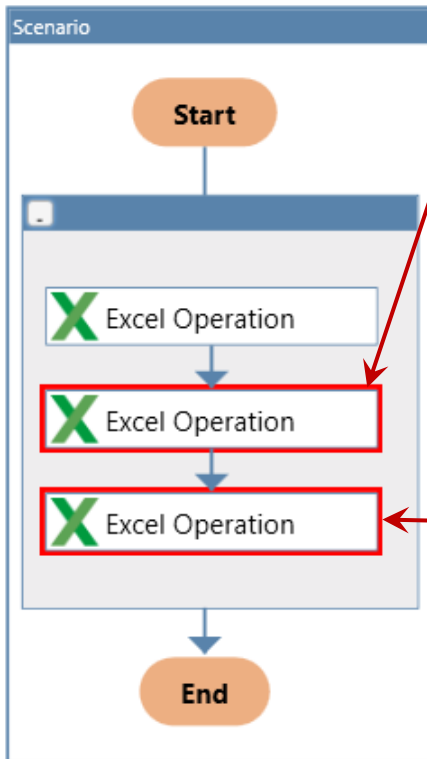 Scenario
Start
-
Excel Operation
Excel Operation
Excel Operation
End